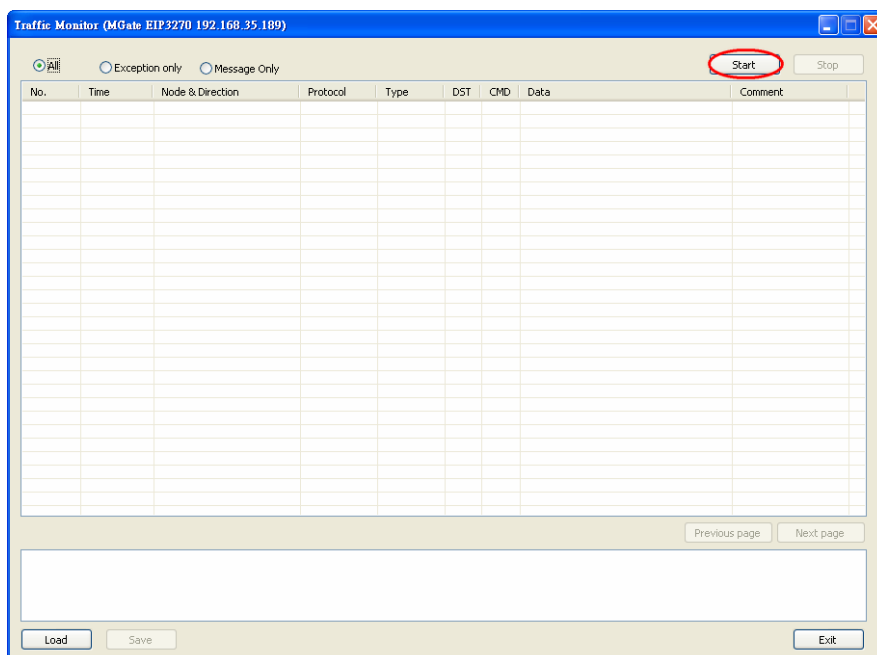 Traffic Monitor (MGate EIP3270 192.168.35.189)
All Exception only Message Only Start Stop
No. Time Node & Direction Protocol Type DST CMD Data Comment
Previous page Next page
Load Save Exit